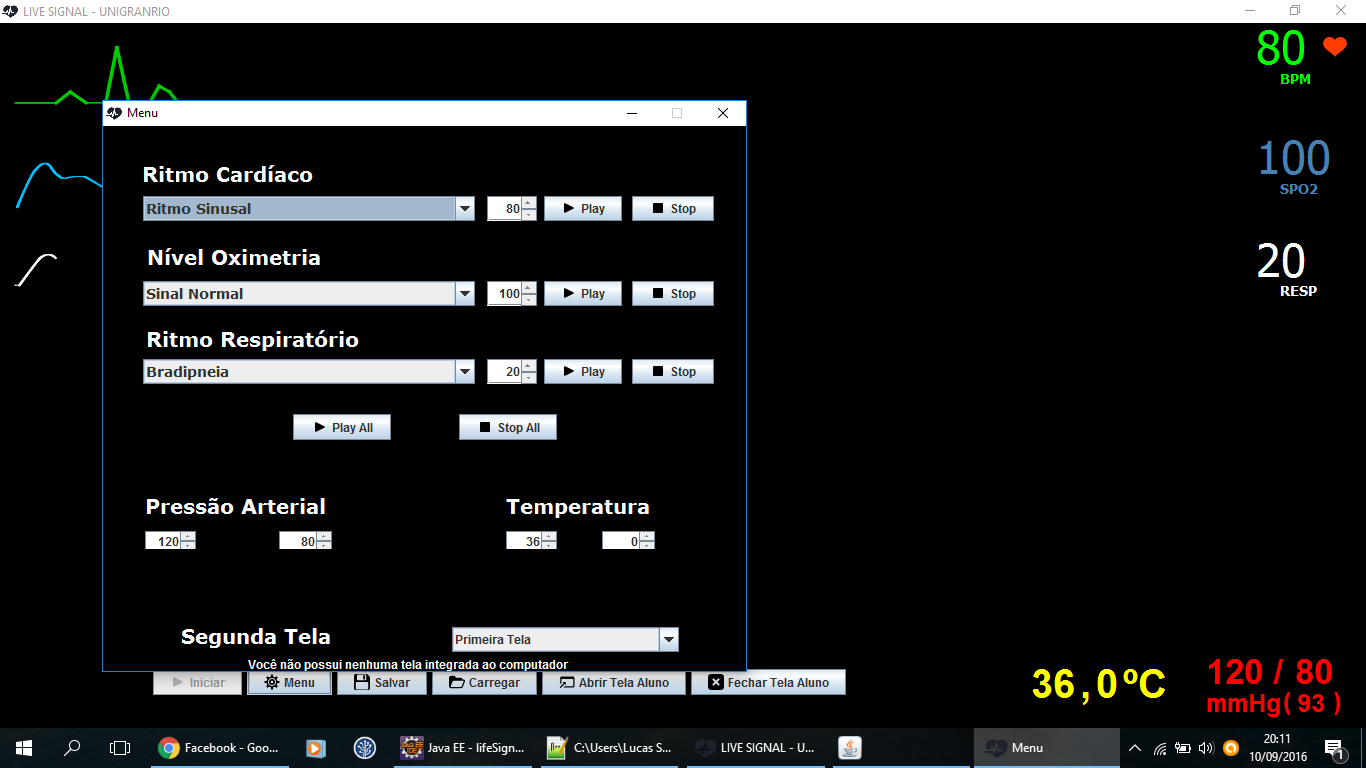 LIVE SIGNAL - UNIGRANRIO
80
BPM
100
SPO2
20
RESP
Menu
Ritmo Cardíaco
Ritmo Sinusal 80 Play Stop
Nível Oximetria
Sinal Normal 100 Play Stop
Ritmo Respiratório
Bradipneia 20 Play Stop
Play All Stop All
Pressão Arterial Temperatura
120 80 36 0
Segunda Tela Primeira Tela
Você não possui nenhuma tela integrada ao computador
Iniciar Menu Salvar Carregar Abrir Tela Aluno Fechar Tela Aluno
36,0ºC
120 / 80
mmHg( 93 )
Facebook - Goo... Java EE - lifeSign... C:\Users\Lucas S... LIVE SIGNAL - U... Menu
20:11
10/09/2016
1